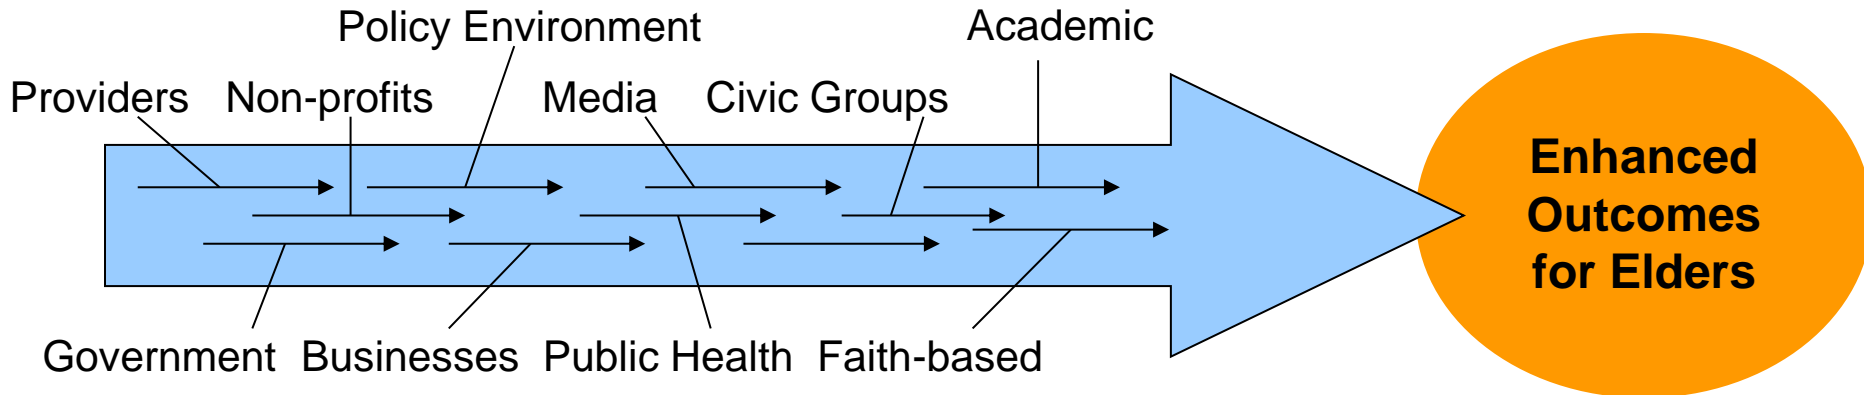 Policy Environment
Academic
Providers
Non-profits
Media
Civic Groups
Enhanced
Outcomes
for Elders
Government
Businesses
Public Health
Faith-based